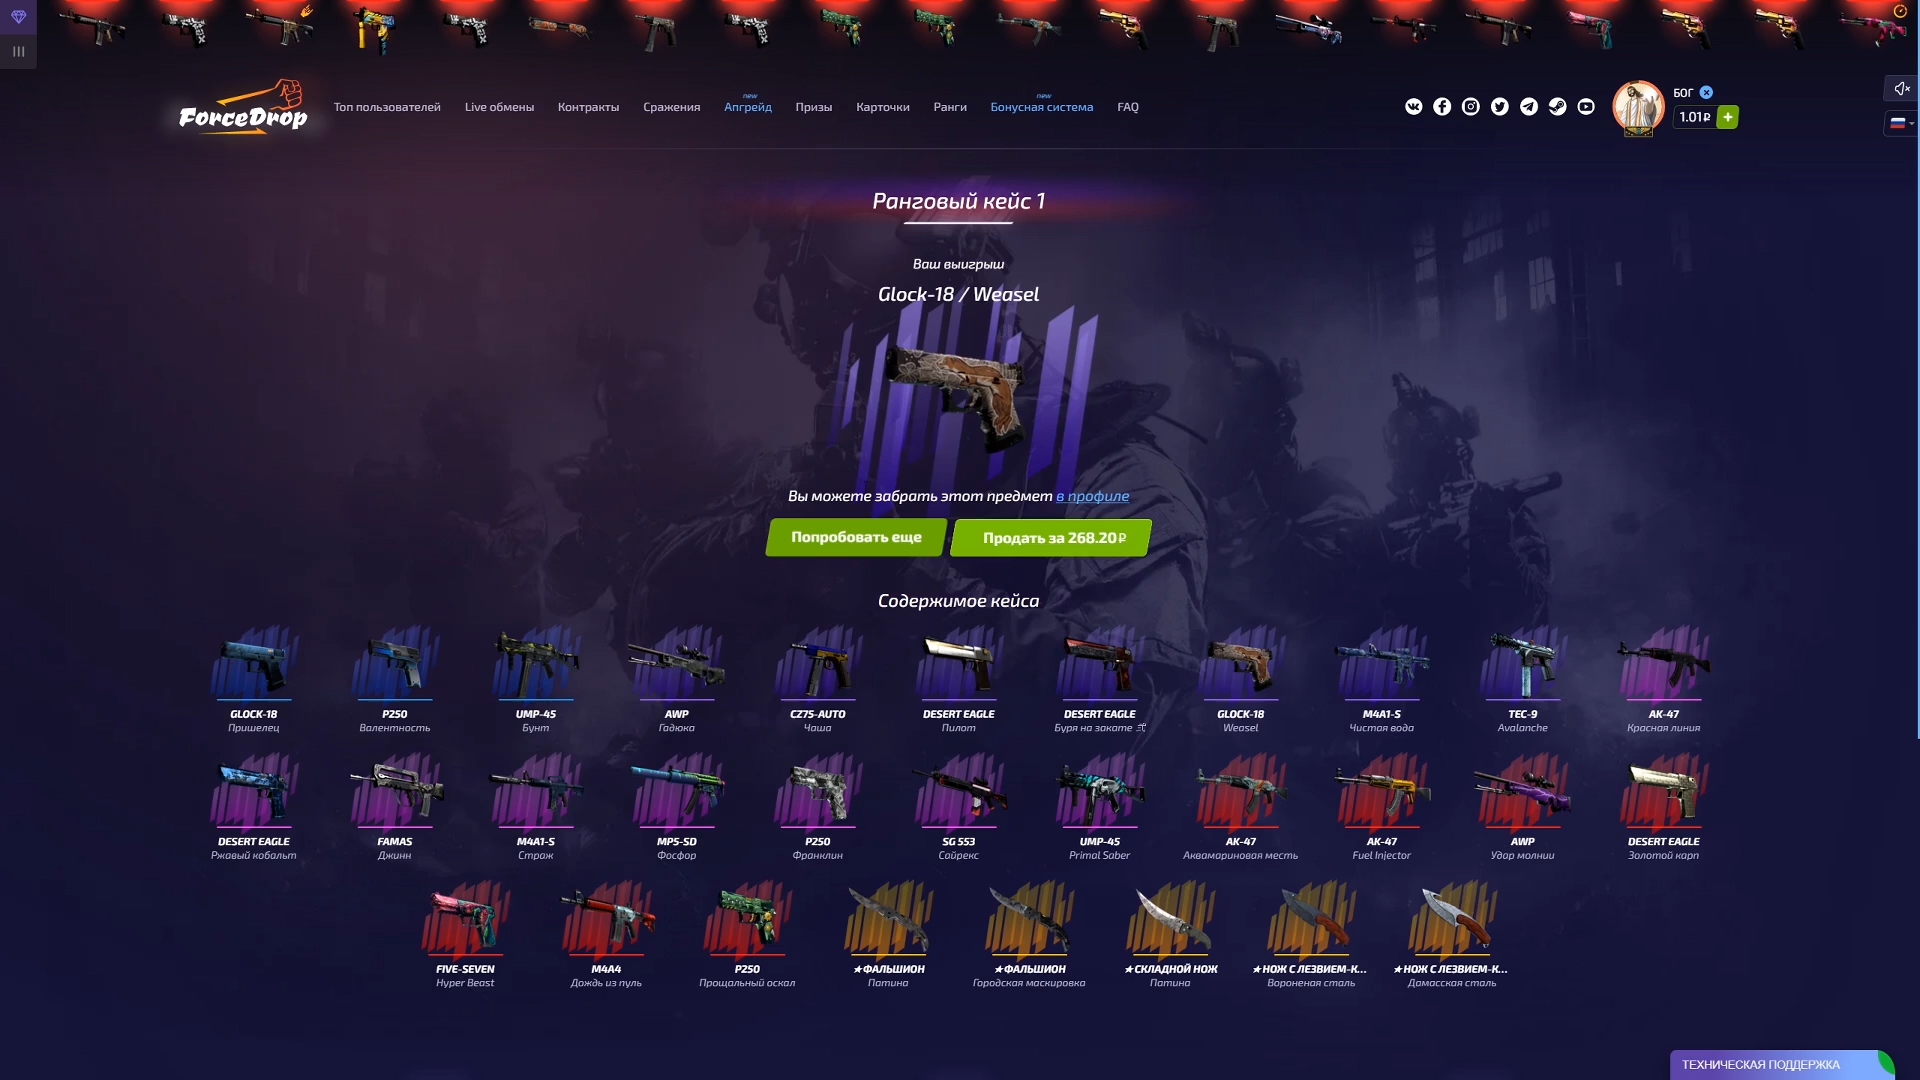 ForceDrop
Топ пользователей
Live обмены
Контракты
Сражения
new
Апгрейд
Призы
Карточки
Ранги
new
Бонусная система
FAQ
БОГ
1.01₽
+
Ранговый кейс 1
Ваш выигрыш
Glock-18 / Weasel
Вы можете забрать этот предмет в профиле
Попробовать еще
Продать за 268.20₽
Содержимое кейса
GLOCK-18
Пришелец
P250
Валентность
UMP-45
Бунт
AWP
Гадюка
CZ75-AUTO
Чаша
DESERT EAGLE
Пилот
DESERT EAGLE
Буря на закате 弐
GLOCK-18
Weasel
M4A1-S
Чистая вода
TEC-9
Avalanche
AK-47
Красная линия
DESERT EAGLE
Ржавый кобальт
FAMAS
Джинн
M4A1-S
Страж
MP5-SD
Фосфор
P250
Франклин
SG 553
Сайрекс
UMP-45
Primal Saber
AK-47
Аквамариновая месть
AK-47
Fuel Injector
AWP
Удар молнии
DESERT EAGLE
Золотой карп
FIVE-SEVEN
Hyper Beast
M4A4
Дождь из пуль
P250
Прощальный оскал
★ФАЛЬШИОН
Патина
★ФАЛЬШИОН
Городская маскировка
★СКЛАДНОЙ НОЖ
Патина
★НОЖ С ЛЕЗВИЕМ-К...
Вороненая сталь
★НОЖ С ЛЕЗВИЕМ-К...
Дамасская сталь
ТЕХНИЧЕСКАЯ ПОДДЕРЖКА